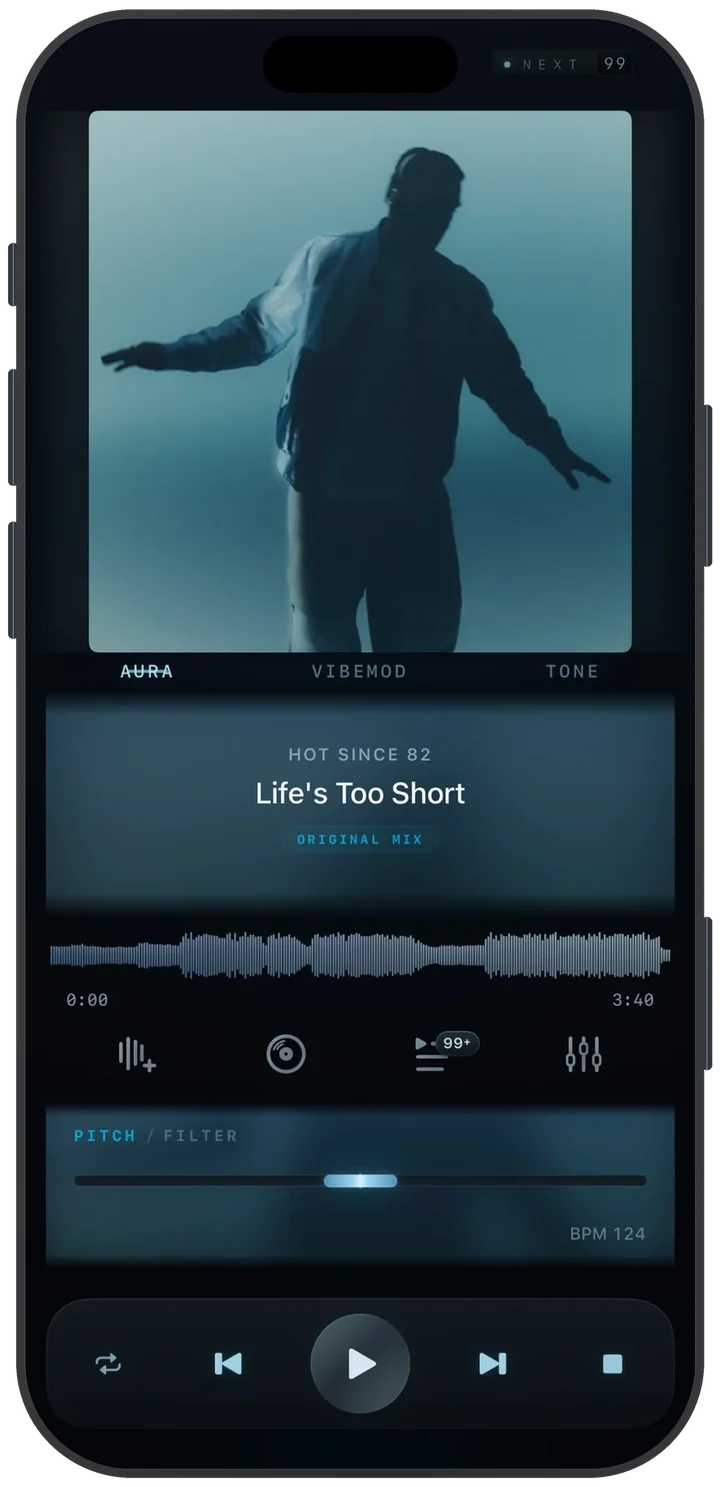 NEXT 99
AURA VIBEMOD TONE
HOT SINCE 82
Life's Too Short
ORIGINAL MIX
0:00 3:40
99+
PITCH / FILTER
BPM 124